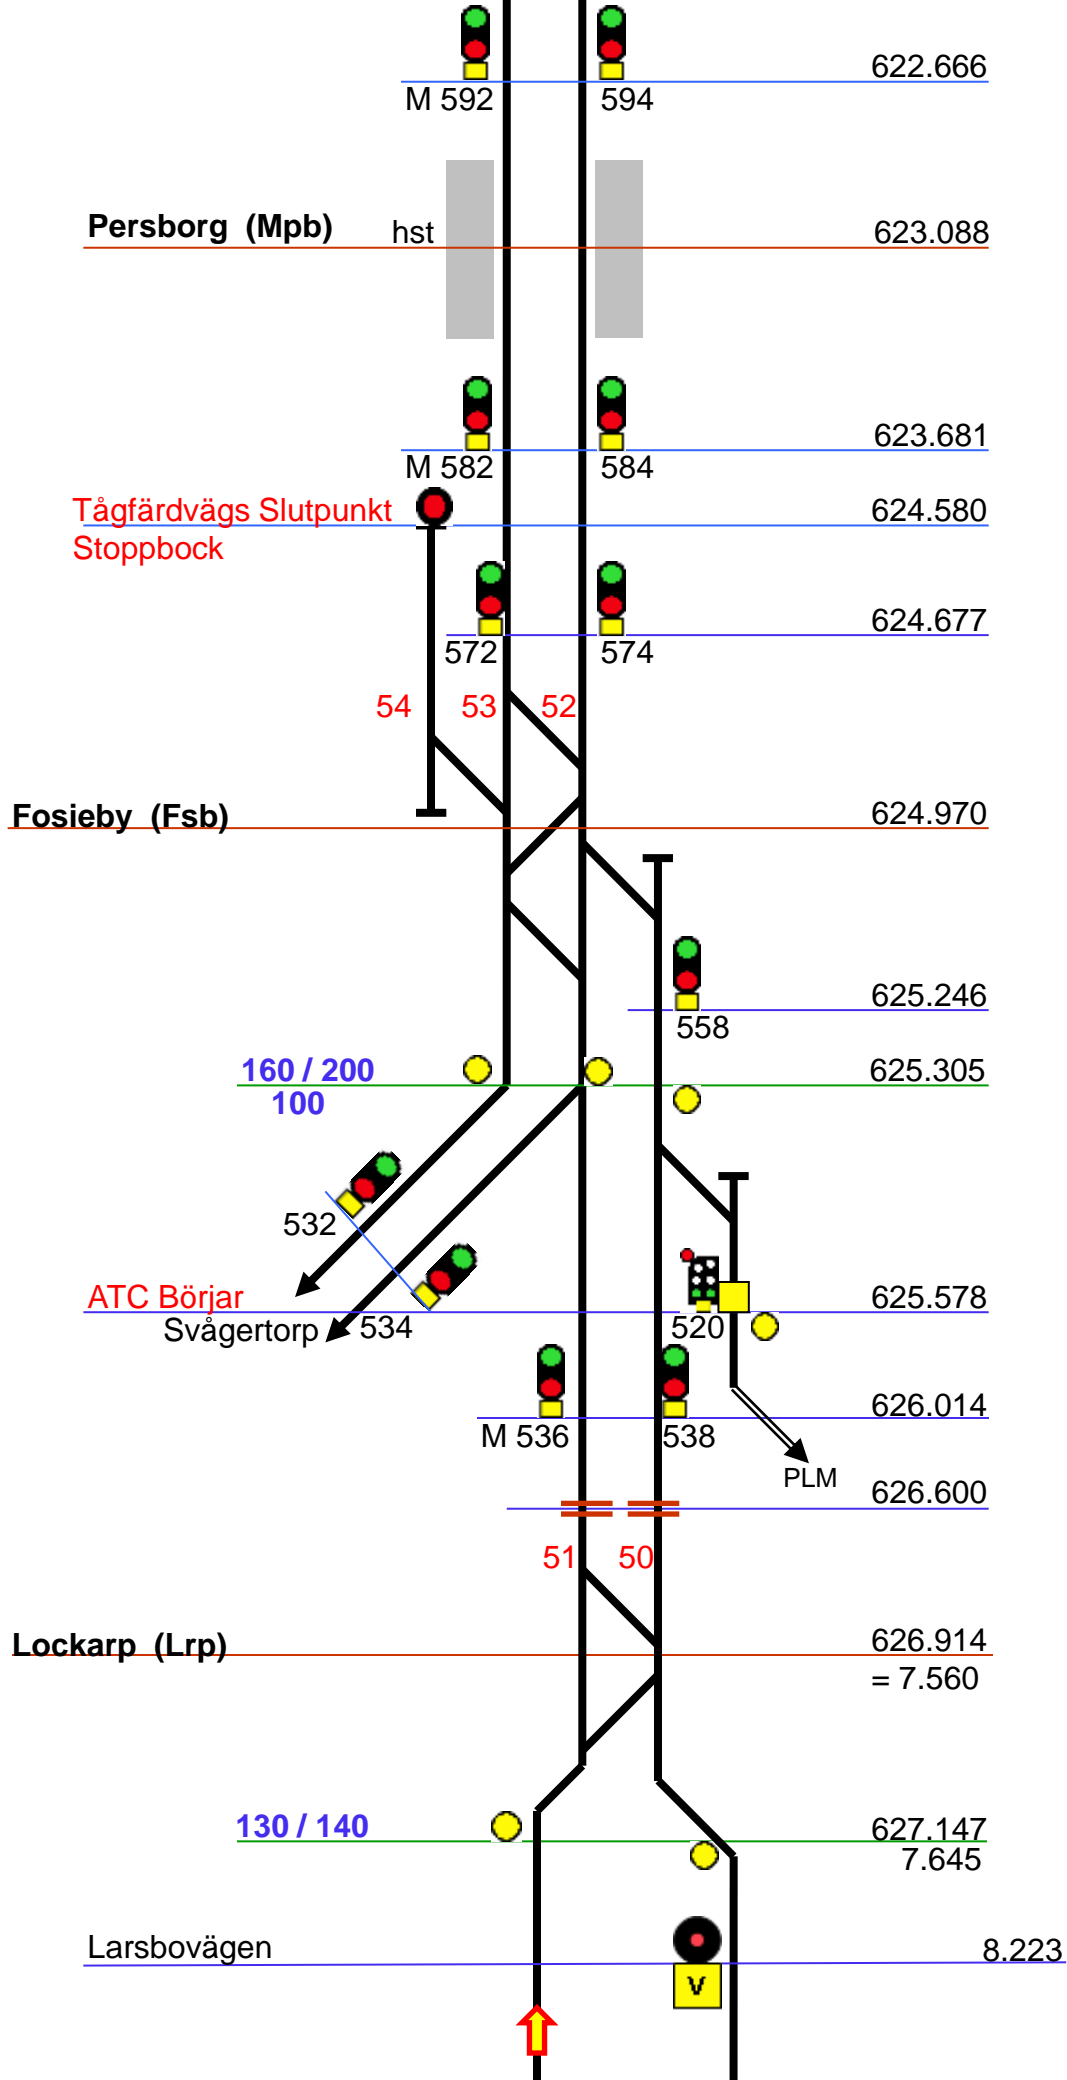 622.666
M 592
594
Persborg (Mpb)
hst
623.088
623.681
M 582
584
Tågfärdvägs Slutpunkt
624.580
Stoppbock
624.677
572
574
54
53
52
Fosieby (Fsb)
624.970
625.246
558
160 / 200
625.305
100
532
ATC Börjar
625.578
Svågertorp
534
520
626.014
M 536
538
PLM
626.600
51
50
Lockarp (Lrp)
626.914
= 7.560
130 / 140
627.147
7.645
Larsbovägen
8.223
V